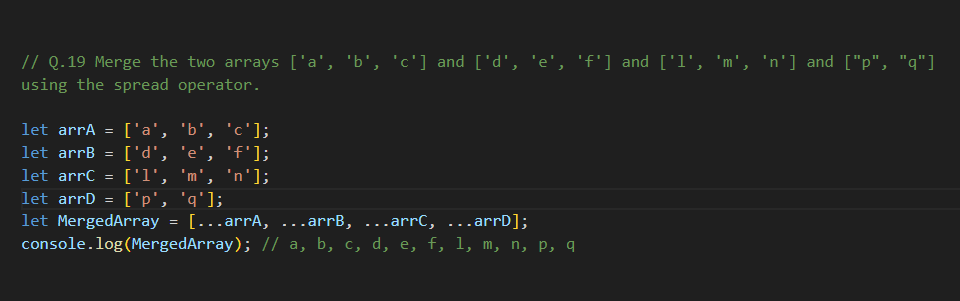 // Q.19 Merge the two arrays ['a', 'b', 'c'] and ['d', 'e', 'f'] and ['l', 'm', 'n'] and ["p", "q"]
using the spread operator.
let arrA = ['a', 'b', 'c'];
let arrB = ['d', 'e', 'f'];
let arrC = ['l', 'm', 'n'];
let arrD = ['p', 'q'];
let MergedArray = [...arrA, ...arrB, ...arrC, ...arrD];
console.log(MergedArray); // a, b, c, d, e, f, l, m, n, p, q